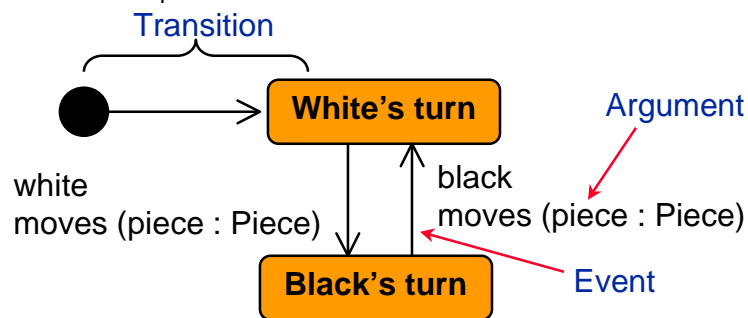 Transition
White's turn
Argument
white
moves (piece : Piece)
black
moves (piece : Piece)
Black's turn
Event